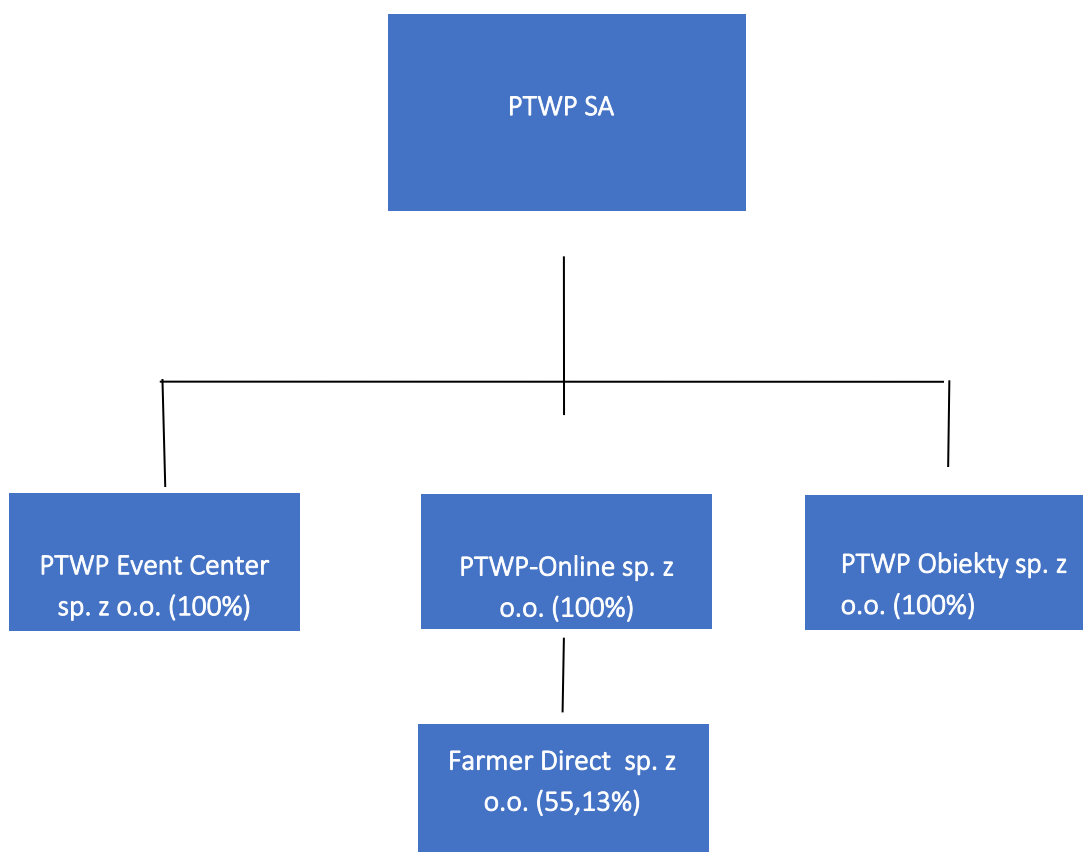 PTWP SA
PTWP Event Center
sp. z o.o. (100%)
PTWP-Online sp. z
o.o. (100%)
PTWP Obiekty sp. z
o.o. (100%)
Farmer Direct  sp. z
o.o. (55,13%)